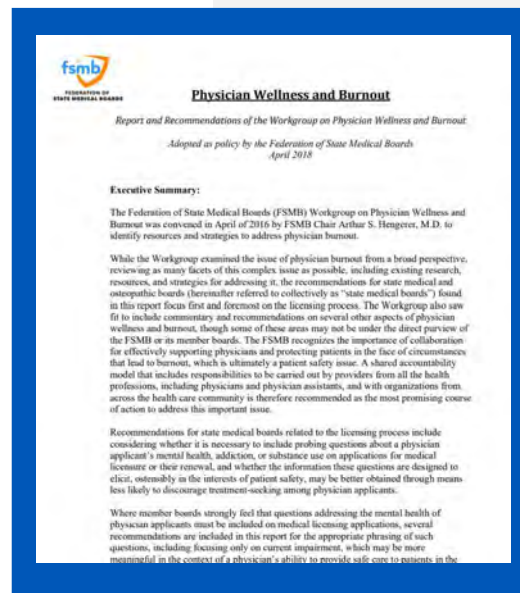 fsmb
FEDERATION OF
STATE MEDICAL BOARDS
Physician Wellness and Burnout
Report and Recommendations of the Workgroup on Physician Wellness and Burnout
Adopted as policy by the Federation of State Medical Boards
April 2018
Executive Summary:
The Federation of State Medical Boards (FSMB) Workgroup on Physician Wellness and
Burnout was convened in April of 2016 by FSMB Chair Arthur S. Hengerer, M.D. to
identify resources and strategies to address physician burnout.
While the Workgroup examined the issue of physician burnout from a broad perspective,
reviewing as many facets of this complex issue as possible, including existing research,
resources, and strategies for addressing it, the recommendations for state medical and
osteopathic boards (hereinafter referred to collectively as "state medical boards") found
in this report focus first and foremost on the licensing process. The Workgroup also saw
fit to include commentary and recommendations on several other aspects of physician
wellness and burnout, though some of these areas may not be under the direct purview of
the FSMB or its member boards. The FSMB recognizes the importance of collaboration
for effectively supporting physicians and protecting patients in the face of circumstances
that lead to burnout, which is ultimately a patient safety issue. A shared accountability
model that includes responsibilities to be carried out by providers from all the health
professions, including physicians and physician assistants, and with organizations from
across the health care community is therefore recommended as the most promising course
of action to address this important issue.
Recommendations for state medical boards related to the licensing process include
considering whether it is necessary to include probing questions about a physician
applicant's mental health, addiction, or substance use on applications for medical
licensure or their renewal, and whether the information these questions are designed to
elicit, ostensibly in the interests of patient safety, may be better obtained through means
less likely to discourage treatment-seeking among physician applicants.
Where member boards strongly feel that questions addressing the mental health of
physician applicants must be included on medical licensing applications, several
recommendations are included in this report for the appropriate phrasing of such
questions, including focusing only on current impairment, which may be more
meaningful in the context of a physician's ability to provide safe care to patients in the